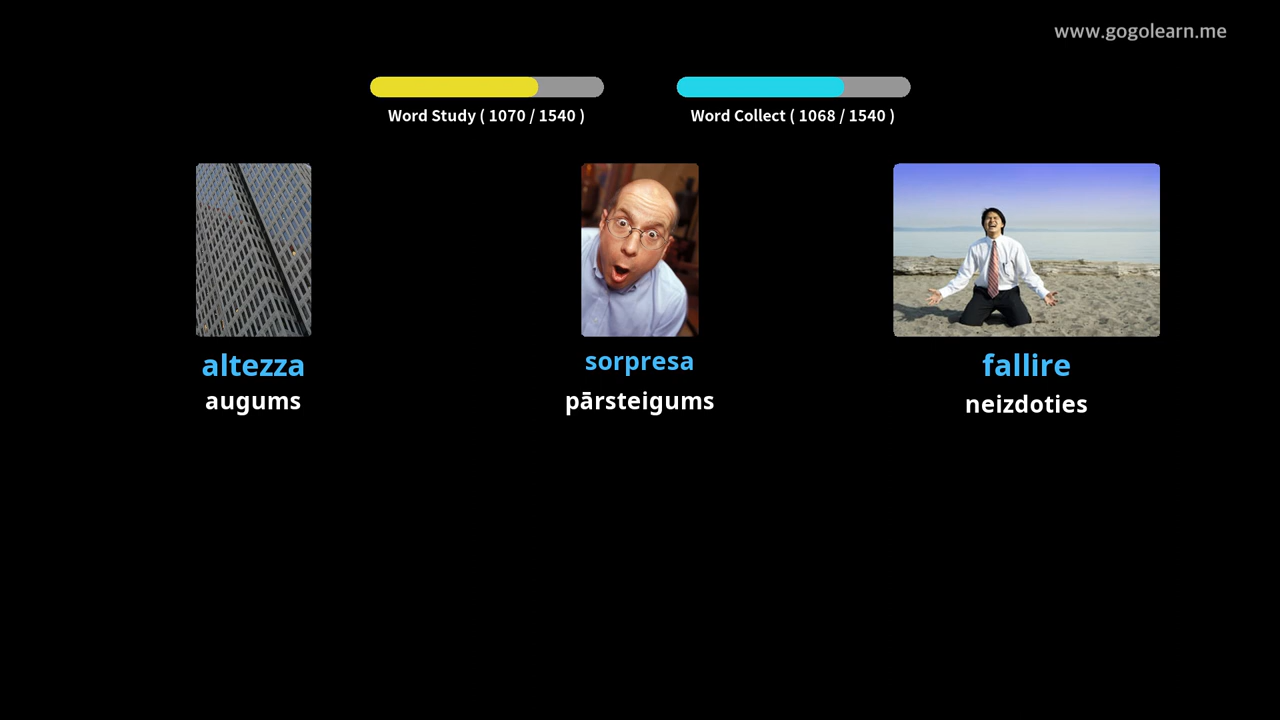 www.gogolearn.me
Word Study ( 1070 / 1540 )
Word Collect ( 1068 / 1540 )
altezza
augums
sorpresa
pārsteigums
fallire
neizdoties